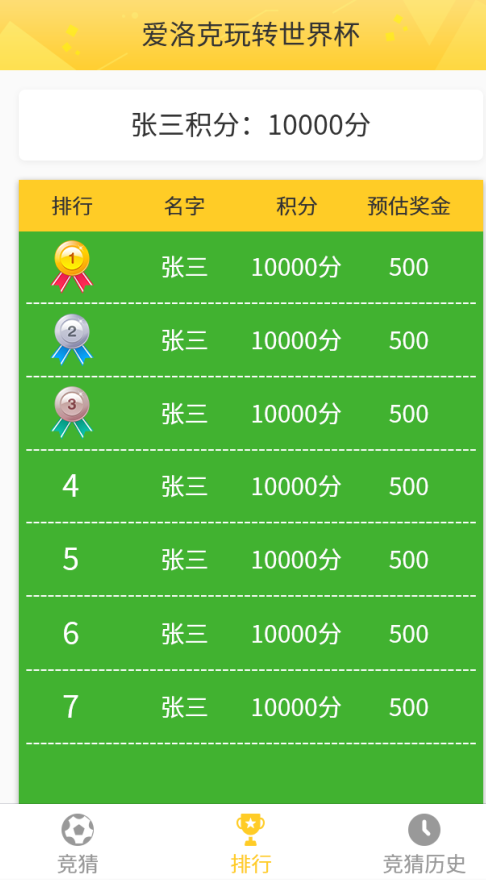 爱洛克玩转世界杯
张三积分：10000分
排行 名字 积分 预估奖金
1 张三 10000分 500
2 张三 10000分 500
3 张三 10000分 500
4 张三 10000分 500
5 张三 10000分 500
6 张三 10000分 500
7 张三 10000分 500
竞猜 排行 竞猜历史